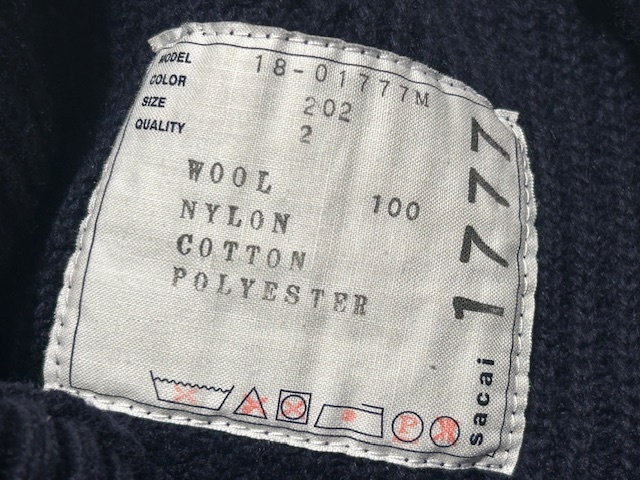 MODEL 18-01777M
COLOR 202
SIZE 2
QUALITY
WOOL 100
NYLON
COTTON
POLYESTER
P
sacai 1777